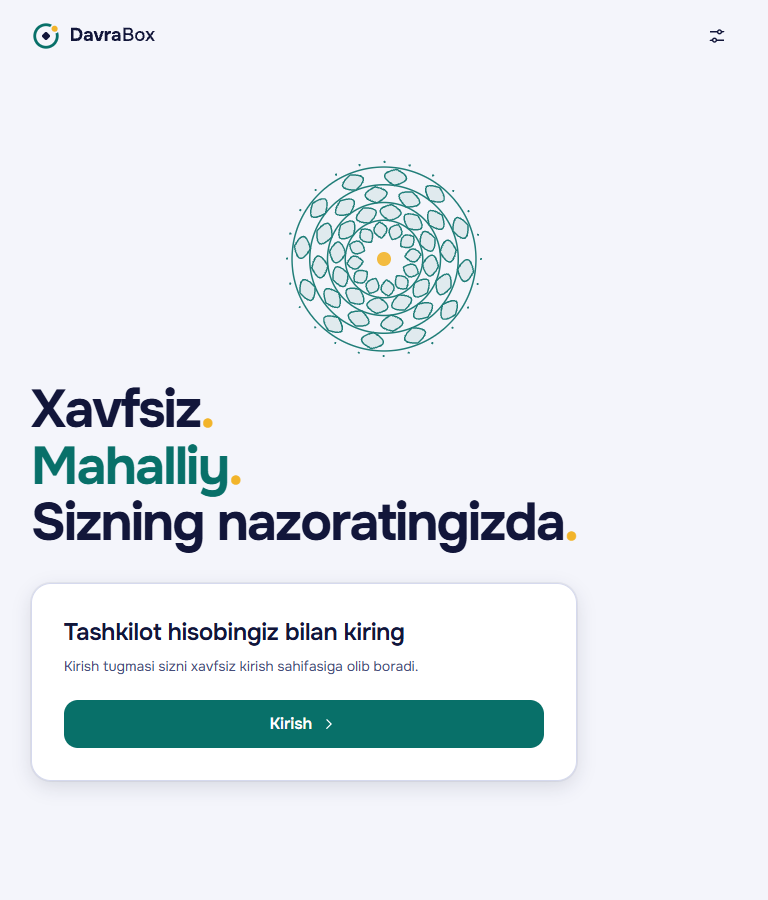 DavraBox
Xavfsiz.
Mahalliy.
Sizning nazoratingizda.
Tashkilot hisobingiz bilan kiring
Kirish tugmasi sizni xavfsiz kirish sahifasiga olib boradi.
Kirish